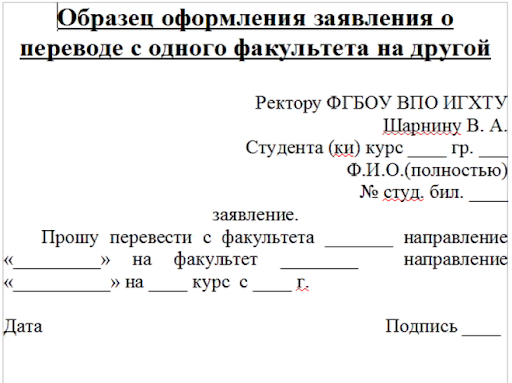 Образец оформления заявления о
переводе с одного факультета на другой
Ректору ФГБОУ ВПО ИГХТУ
Шарнину В. А.
Студента (ки) курс ____ гр. ___
Ф.И.О.(полностью)
№ студ. бил. ____
заявление.
Прошу перевести с факультета _______ направление
«_________» на факультет ________ направление
«__________» на ____ курс с ____ г.
Дата Подпись ____